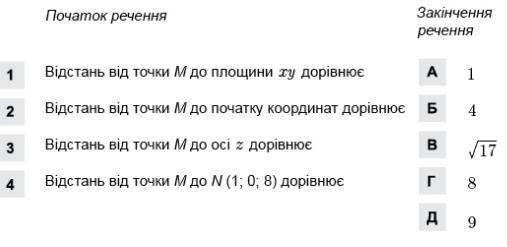 Початок речення
Закінчення речення
1 Відстань від точки M до площини xy дорівнює А 1
2 Відстань від точки M до початку координат дорівнює Б 4
3 Відстань від точки M до осі z дорівнює В √17
4 Відстань від точки M до N (1; 0; 8) дорівнює Г 8
Д 9